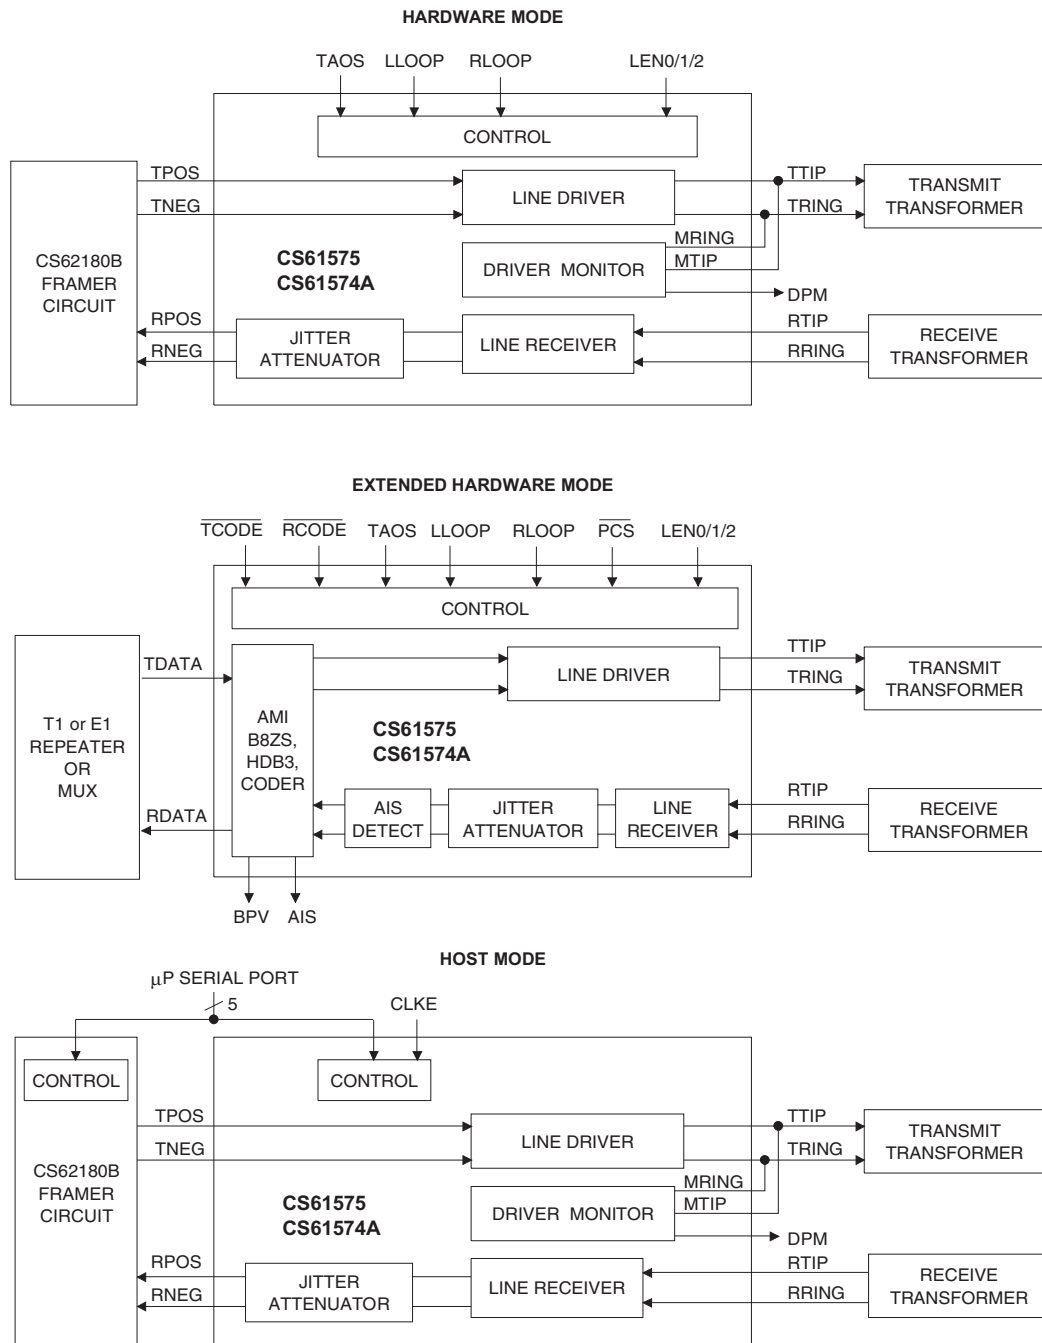 HARDWARE MODE
TAOS LLOOP RLOOP LEN0/1/2
CONTROL
TPOS
TNEG
LINE DRIVER
TTIP
TRING
TRANSMIT
TRANSFORMER
CS62180B
FRAMER
CIRCUIT
CS61575
CS61574A
DRIVER MONITOR
MRING
MTIP
DPM
RPOS
RNEG
JITTER
ATTENUATOR
LINE RECEIVER
RTIP
RRING
RECEIVE
TRANSFORMER
EXTENDED HARDWARE MODE
TCODE RCODE TAOS LLOOP RLOOP PCS LEN0/1/2
CONTROL
T1 or E1
REPEATER
OR
MUX
TDATA
RDATA
AMI
B8ZS,
HDB3,
CODER
LINE DRIVER
TTIP
TRING
TRANSMIT
TRANSFORMER
CS61575
CS61574A
AIS
DETECT
JITTER
ATTENUATOR
LINE
RECEIVER
RTIP
RRING
RECEIVE
TRANSFORMER
BPV AIS
HOST MODE
μP SERIAL PORT
5
CLKE
CONTROL
CONTROL
TPOS
TNEG
LINE DRIVER
TTIP
TRING
TRANSMIT
TRANSFORMER
CS62180B
FRAMER
CIRCUIT
CS61575
CS61574A
DRIVER MONITOR
MRING
MTIP
DPM
RPOS
RNEG
JITTER
ATTENUATOR
LINE RECEIVER
RTIP
RRING
RECEIVE
TRANSFORMER